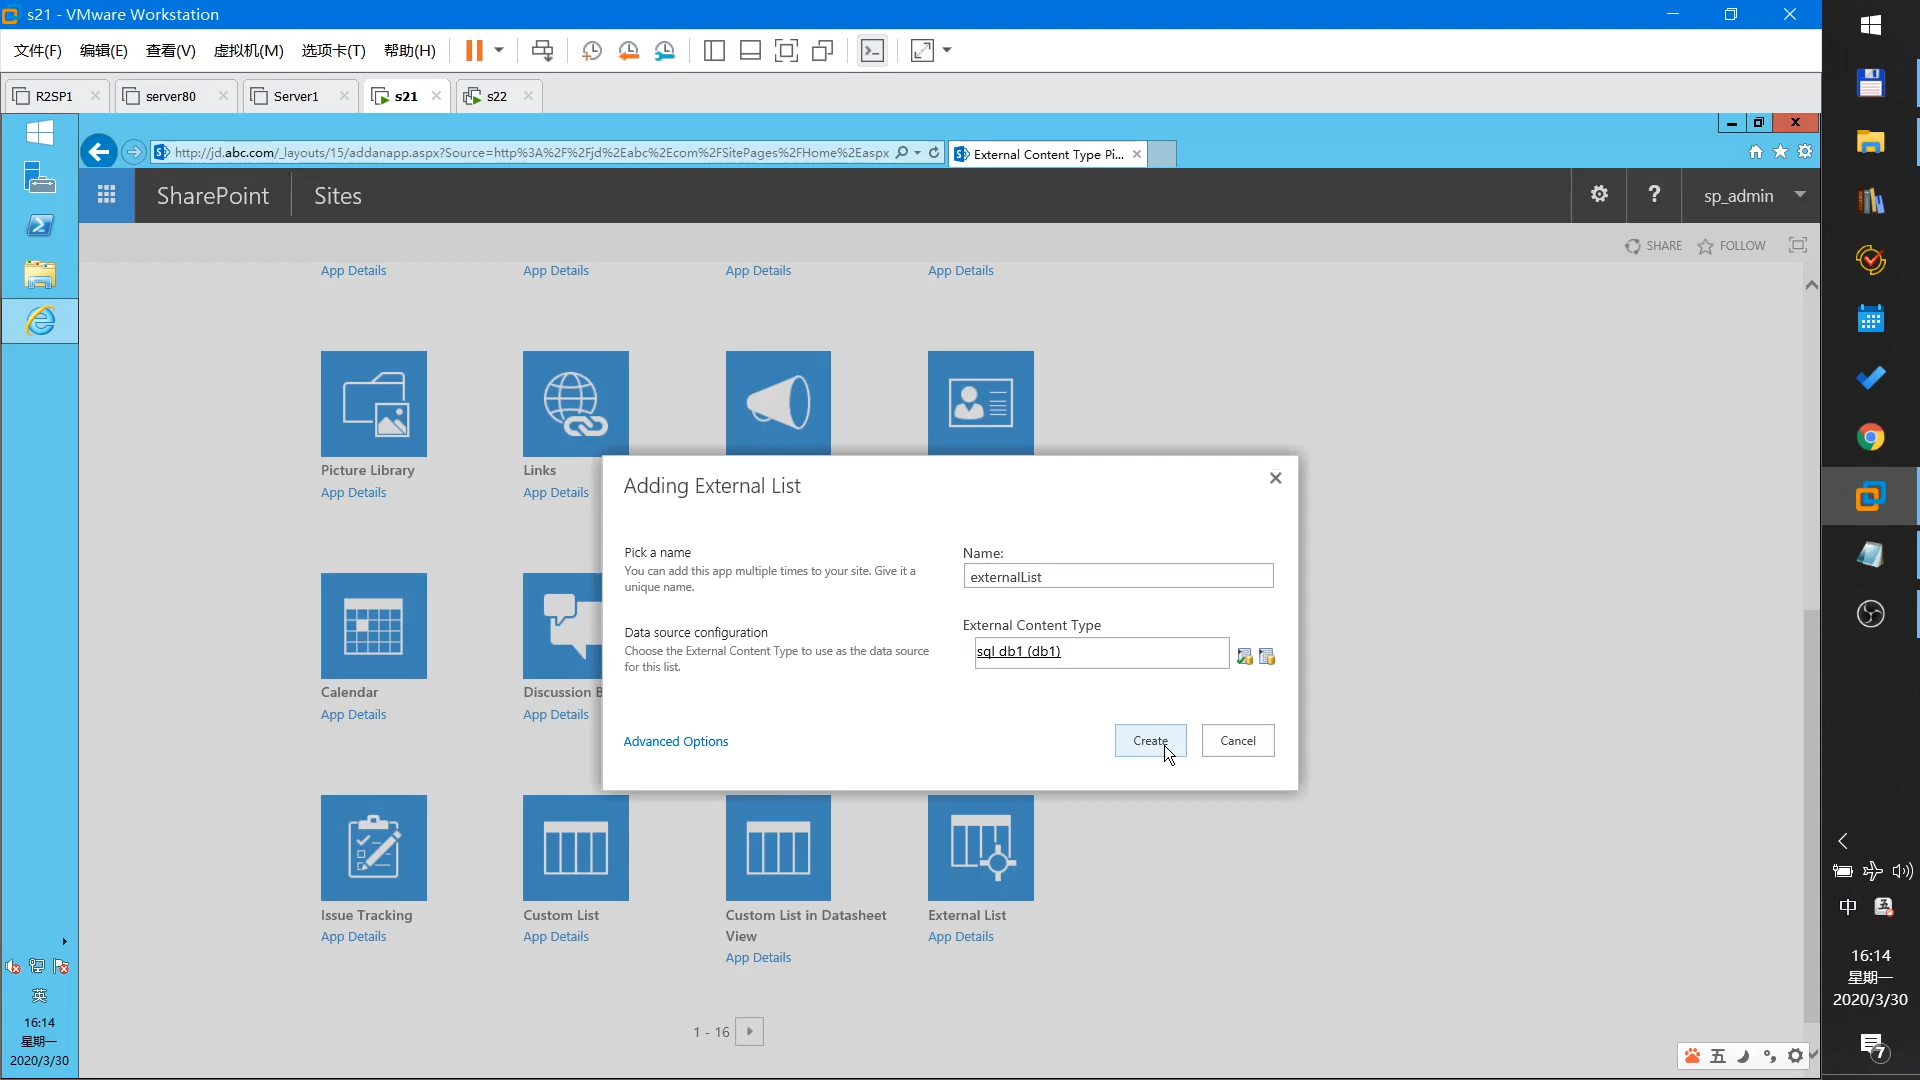 s21 - VMware Workstation
文件(F) 编辑(E) 查看(V) 虚拟机(M) 选项卡(T) 帮助(H)
R2SP1 server80 Server1 s21 s22
http://jd.abc.com/_layouts/15/addanapp.aspx?Source=http%3A%2F%2Fjd%2Eabc%2Ecom%2FSitePages%2FHome%2Easpx
External Content Type Pi...
SharePoint Sites sp_admin
SHARE FOLLOW
App Details App Details App Details App Details
Picture Library
App Details
Links
App Details
Adding External List
Pick a name
You can add this app multiple times to your site. Give it a
unique name.
Name:
externalList
Data source configuration
Choose the External Content Type to use as the data source
for this list.
External Content Type
sql db1 (db1)
Advanced Options
Create
Cancel
Calendar
App Details
Discussion B
App Details
Issue Tracking
App Details
Custom List
App Details
Custom List in Datasheet
View
App Details
External List
App Details
1 - 16
英
16:14
星期一
2020/3/30
五
中
五
16:14
星期一
2020/3/30
7